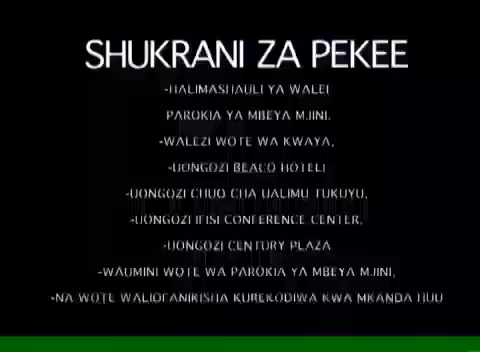 SHUKRANI ZA PEKEE
-HALIMASHAULI YA WALEI
PAROKIA YA MBEYA MJINI.
-WALEZI WOTE WA KWAYA,
-UONGOZI BEACO HOTEL!
-UONGOZI CHUO CHA UALIMU TUKUYU,
-UONGOZI IFISI CONFERENCE CENTER,
-UONGOZI CENTURY PLAZA
-WAUMINI WOTE WA PAROKIA YA MBEYA MJINI,
-NA WOTE WALIOFANIKISHA KUREKODIWA KWA MKANDA HUU